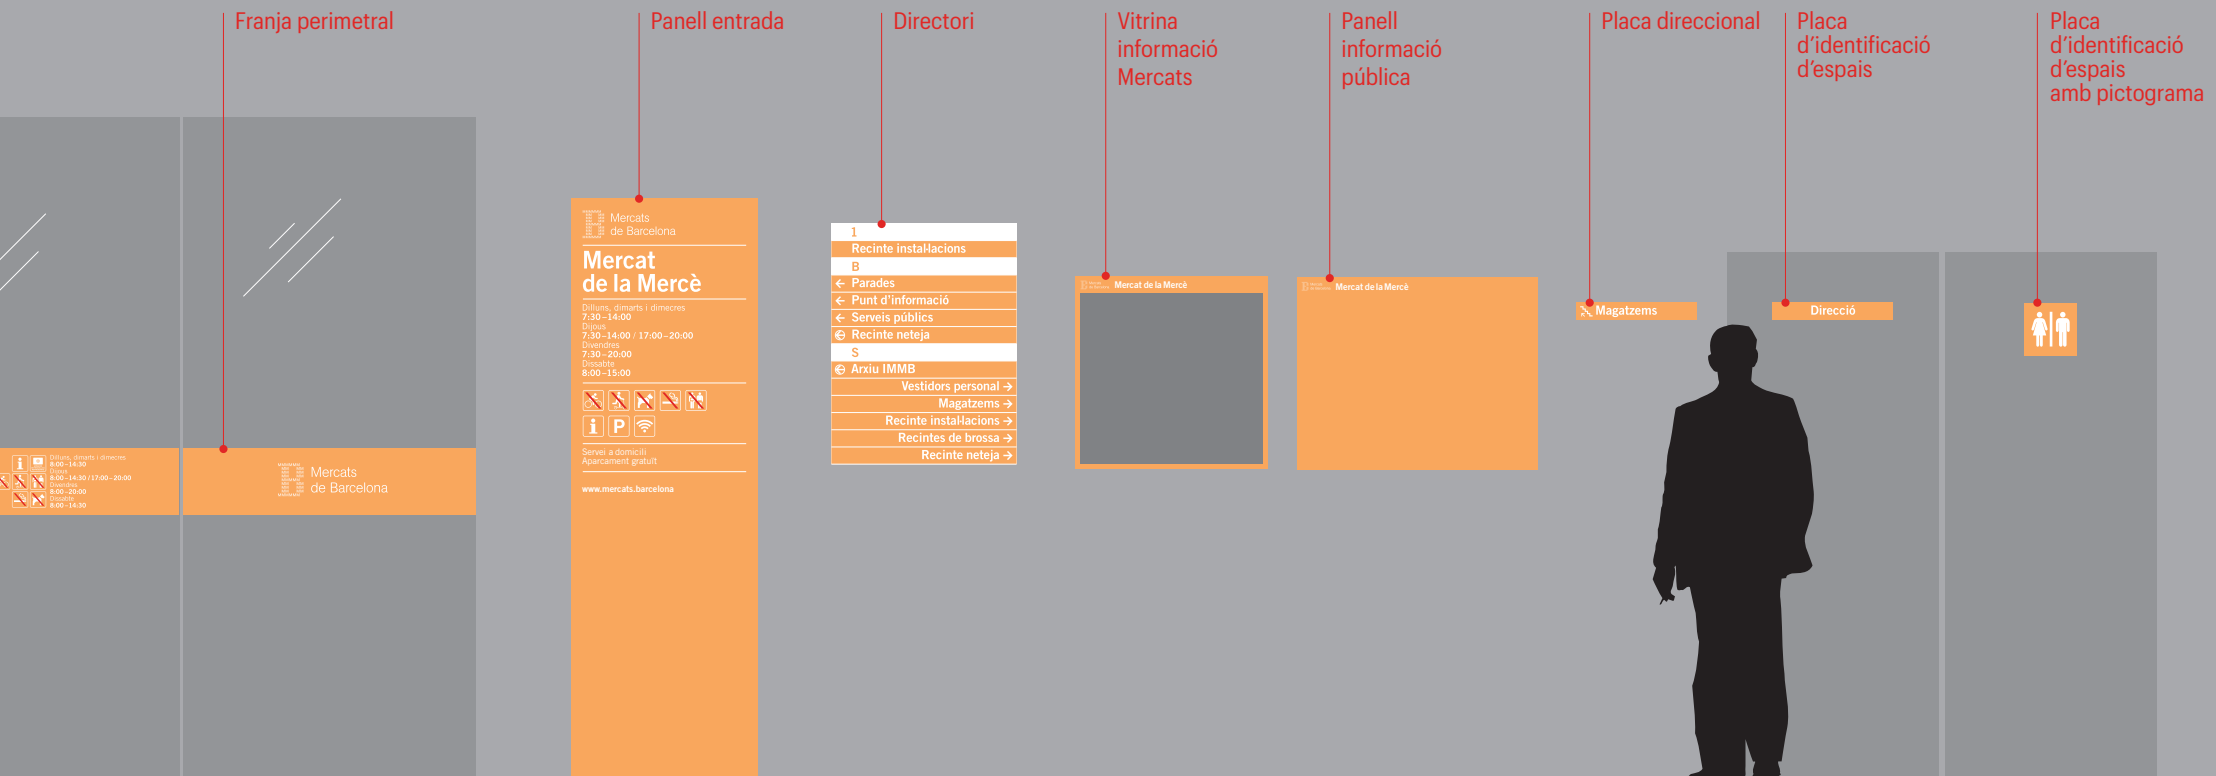 Franja perimetral
Panell entrada
Directori
Vitrina
informació
Mercats
Panell
informació
pública
Placa direccional
Placa
d'identificació
d'espais
Placa
d'identificació
d'espais
amb pictograma
Dilluns, dimarts i dimecres
8:00–14:30
Dijous
8:00–14:30 / 17:00–20:00
Divendres
8:00–20:00
Dissabte
8:00–14:30
Mercats
de Barcelona
Mercats
de Barcelona
Mercat
de la Mercè
Dilluns, dimarts i dimecres
7:30–14:00
Dijous
7:30–14:00 / 17:00–20:00
Divendres
7:30–20:00
Dissabte
8:00–15:00
i P
Servei a domicili
Aparcament gratuït
www.mercats.barcelona
1
Recinte instal·lacions
B
← Parades
← Punt d'informació
← Serveis públics
Recinte neteja
S
Arxiu IMMB
Vestidors personal →
Magatzems →
Recinte instal·lacions →
Recintes de brossa →
Recinte neteja →
Mercat de la Mercè
Mercat de la Mercè
Magatzems
Direcció